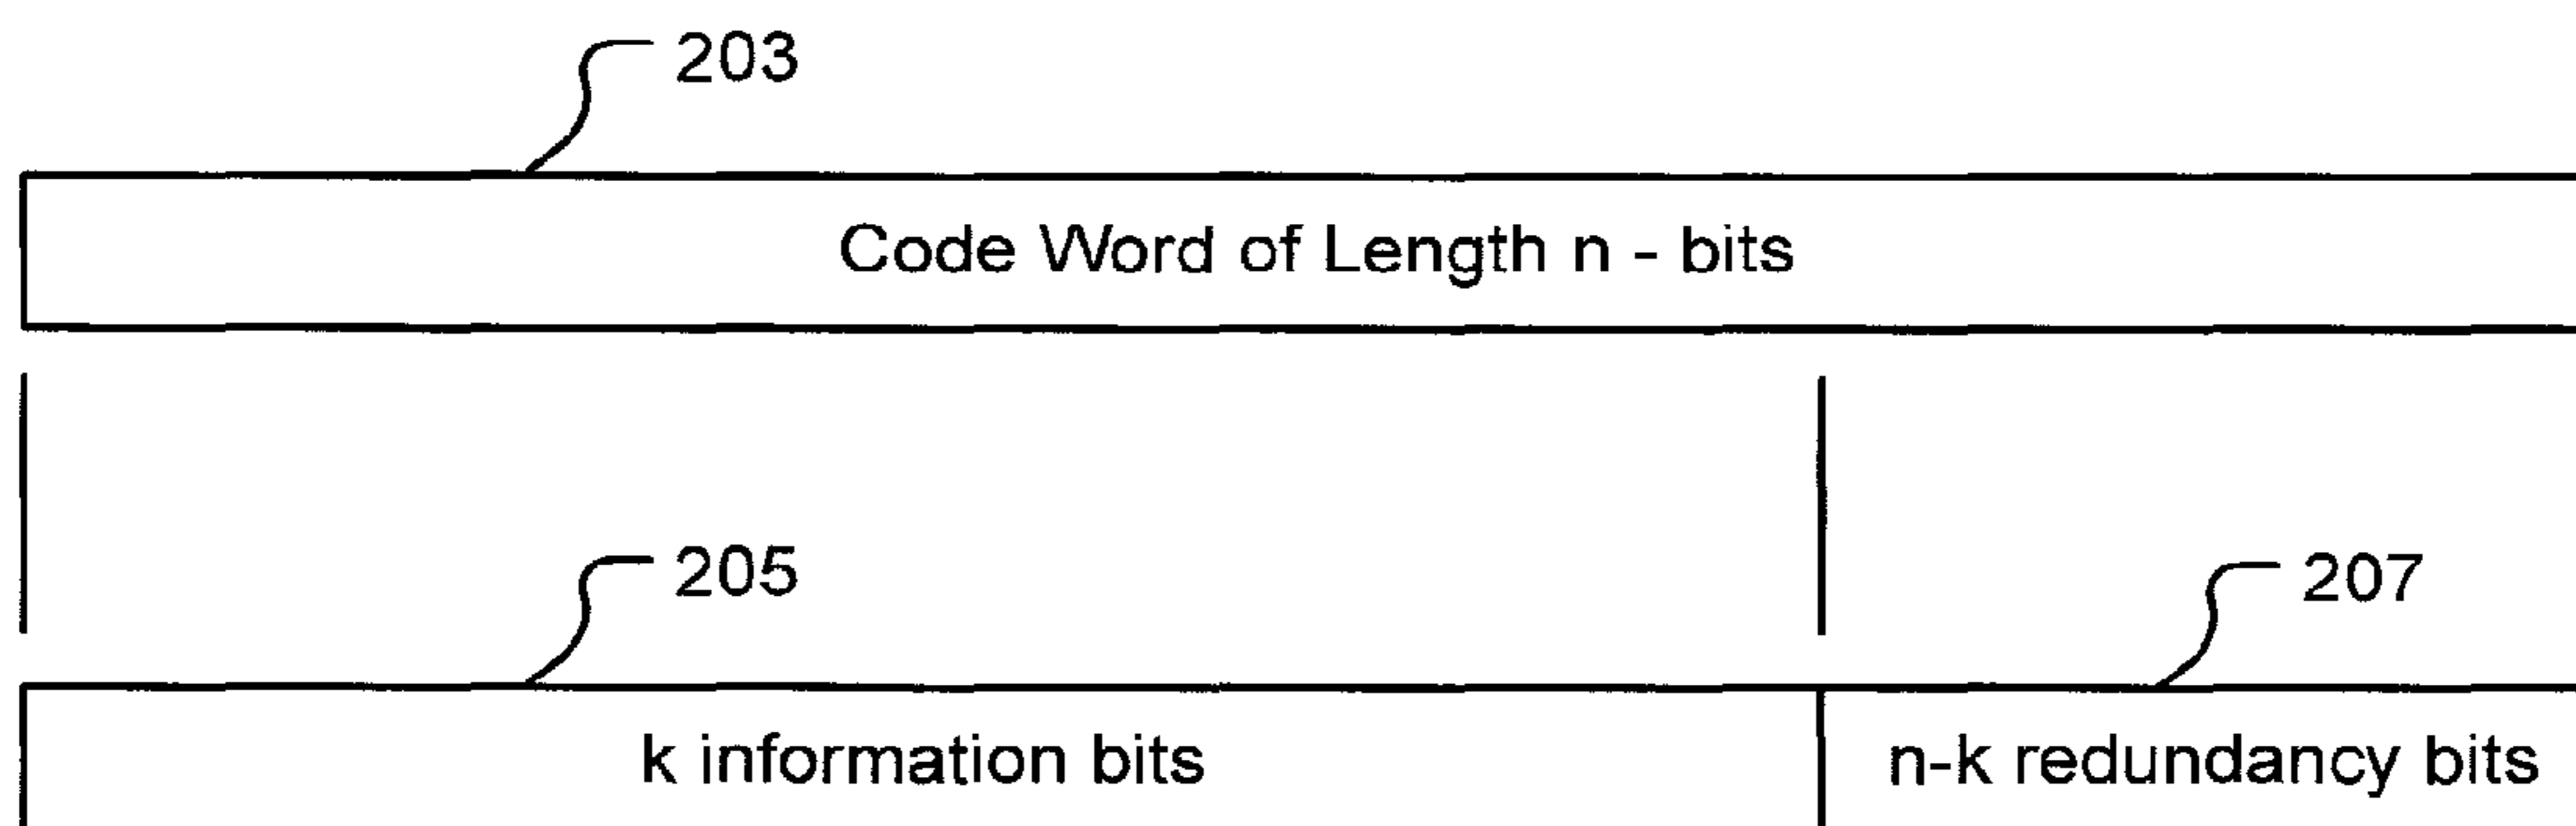 203
Code Word of Length n - bits
205
207
k information bits
n-k redundancy bits